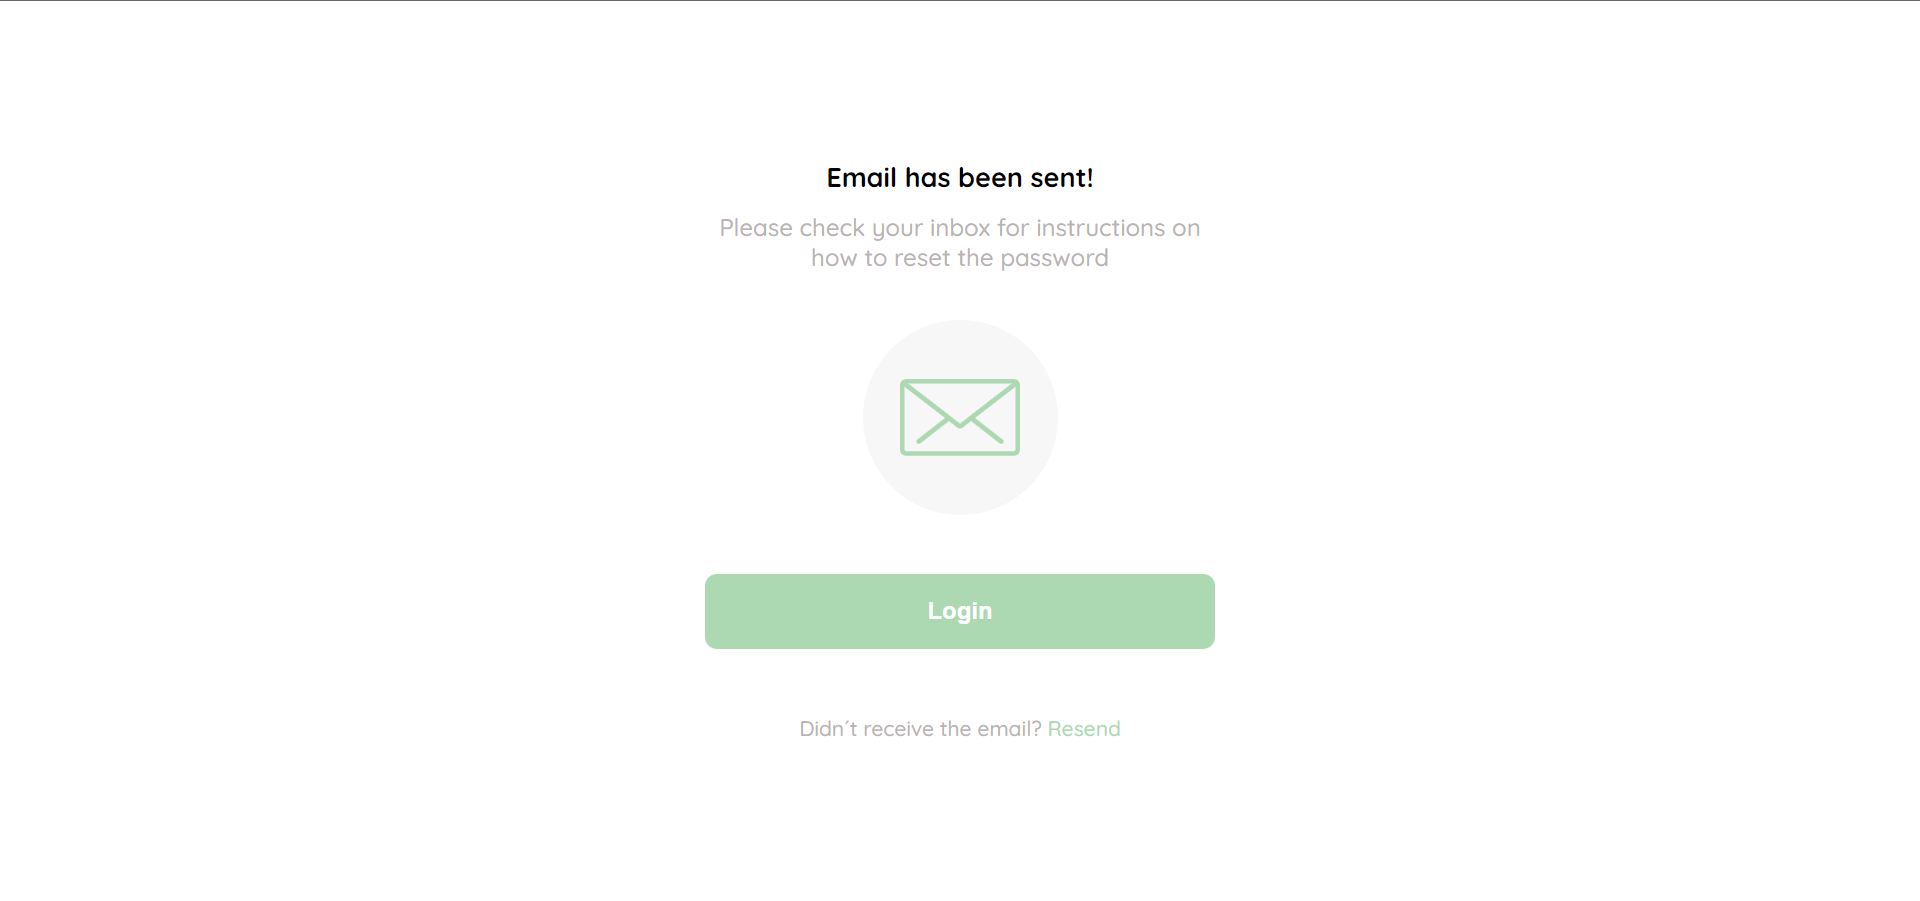 Email has been sent!
Please check your inbox for instructions on
how to reset the password
Login
Didn´t receive the email? Resend